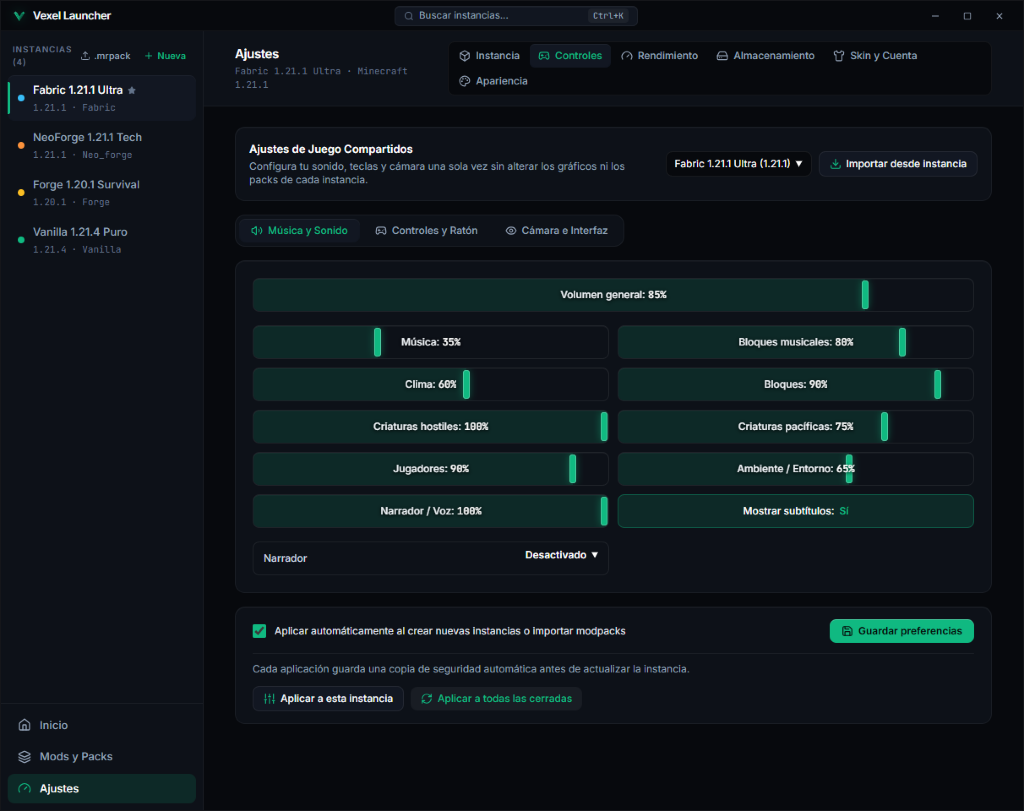 Vexel Launcher
Buscar instancias...
Ctrl+K
INSTANCIAS
(4)
.mrpack
+ Nueva
Fabric 1.21.1 Ultra
1.21.1 · Fabric
NeoForge 1.21.1 Tech
1.21.1 · Neo_forge
Forge 1.20.1 Survival
1.20.1 · Forge
Vanilla 1.21.4 Puro
1.21.4 · Vanilla
Inicio
Mods y Packs
Ajustes
Ajustes
Fabric 1.21.1 Ultra · Minecraft
1.21.1
Instancia
Controles
Rendimiento
Almacenamiento
Skin y Cuenta
Apariencia
Ajustes de Juego Compartidos
Configura tu sonido, teclas y cámara una sola vez sin alterar los gráficos ni los
packs de cada instancia.
Fabric 1.21.1 Ultra (1.21.1)
Importar desde instancia
Música y Sonido
Controles y Ratón
Cámara e Interfaz
Volumen general: 85%
Música: 35%
Bloques musicales: 80%
Clima: 60%
Bloques: 90%
Criaturas hostiles: 100%
Criaturas pacíficas: 75%
Jugadores: 90%
Ambiente / Entorno: 65%
Narrador / Voz: 100%
Mostrar subtítulos: Sí
Narrador
Desactivado
Aplicar automáticamente al crear nuevas instancias o importar modpacks
Guardar preferencias
Cada aplicación guarda una copia de seguridad automática antes de actualizar la instancia.
Aplicar a esta instancia
Aplicar a todas las cerradas